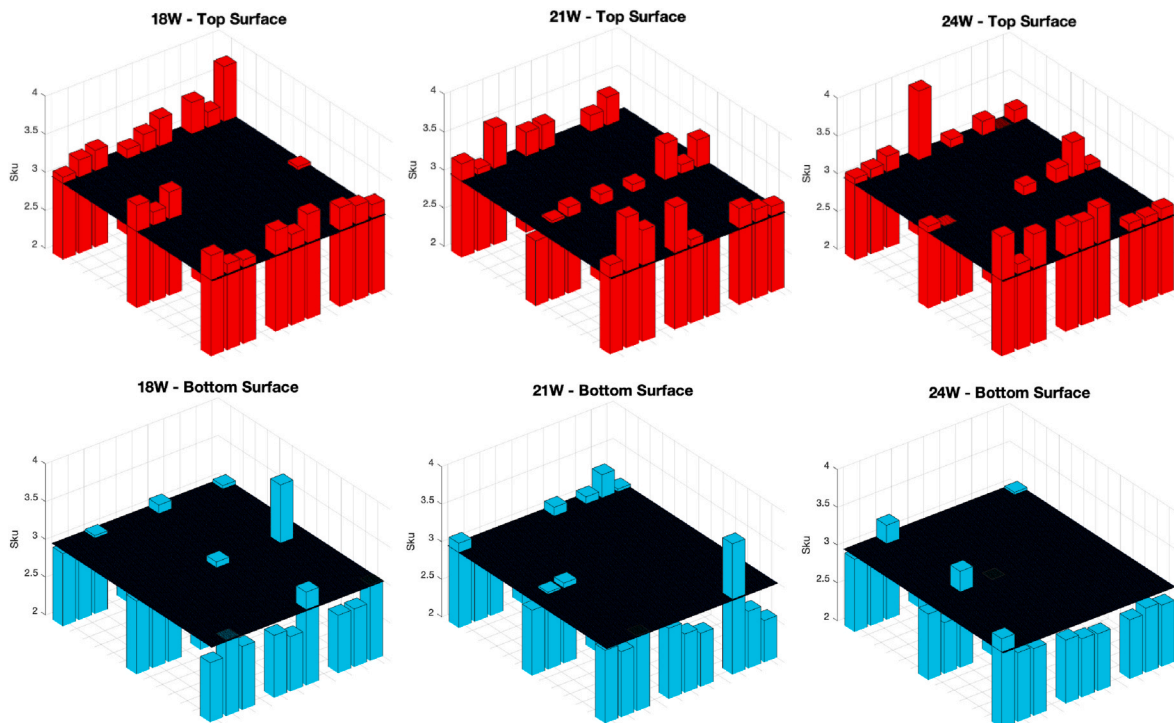 18W - Top Surface
21W - Top Surface
24W - Top Surface
4
3.5
3
2.5
2
Sku
4
3.5
3
2.5
2
Sku
4
3.5
3
2.5
2
Sku
18W - Bottom Surface
21W - Bottom Surface
24W - Bottom Surface
4
3.5
3
2.5
2
Sku
4
3.5
3
2.5
2
Sku
4
3.5
3
2.5
2
Sku